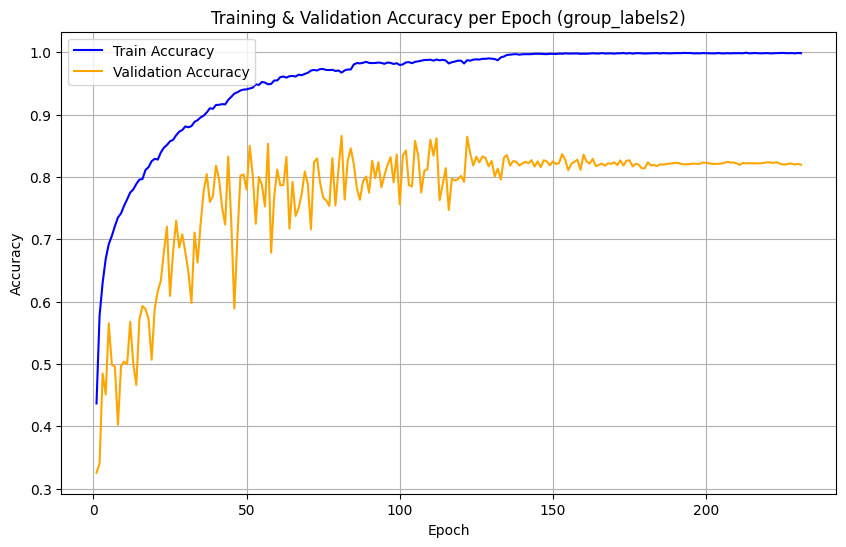 Training & Validation Accuracy per Epoch (group_labels2)
Train Accuracy
Validation Accuracy
1.0
0.9
0.8
0.7
0.6
0.5
0.4
0.3
Accuracy
0
50
100
150
200
Epoch